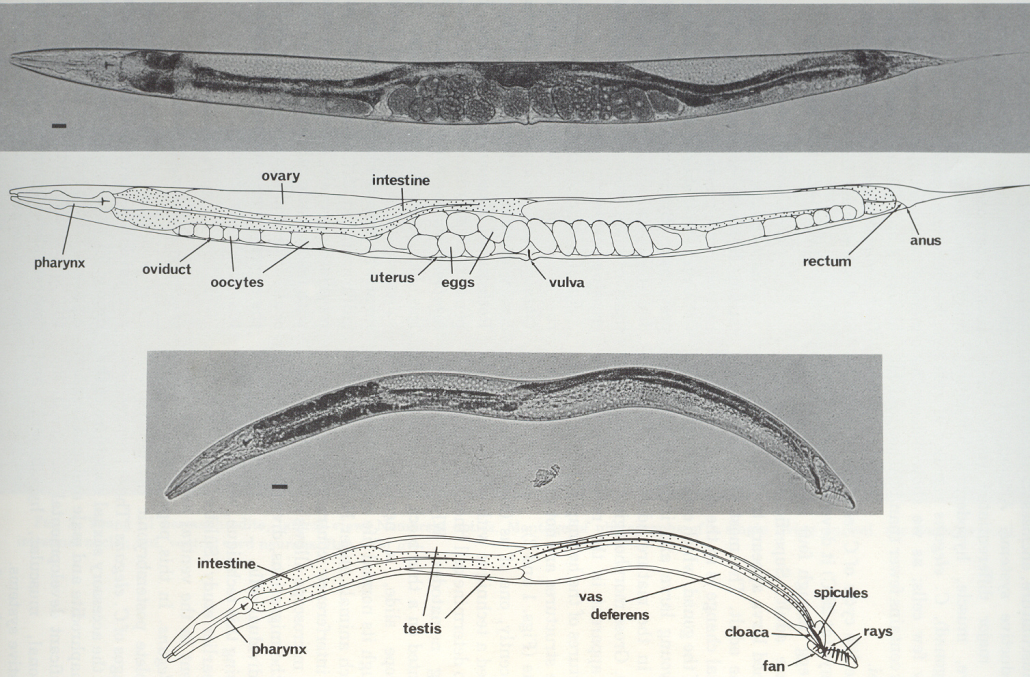 ovary
intestine
pharynx
oviduct
oocytes
uterus
eggs
vulva
rectum
anus
intestine
pharynx
testis
vas
deferens
spicules
cloaca
rays
fan